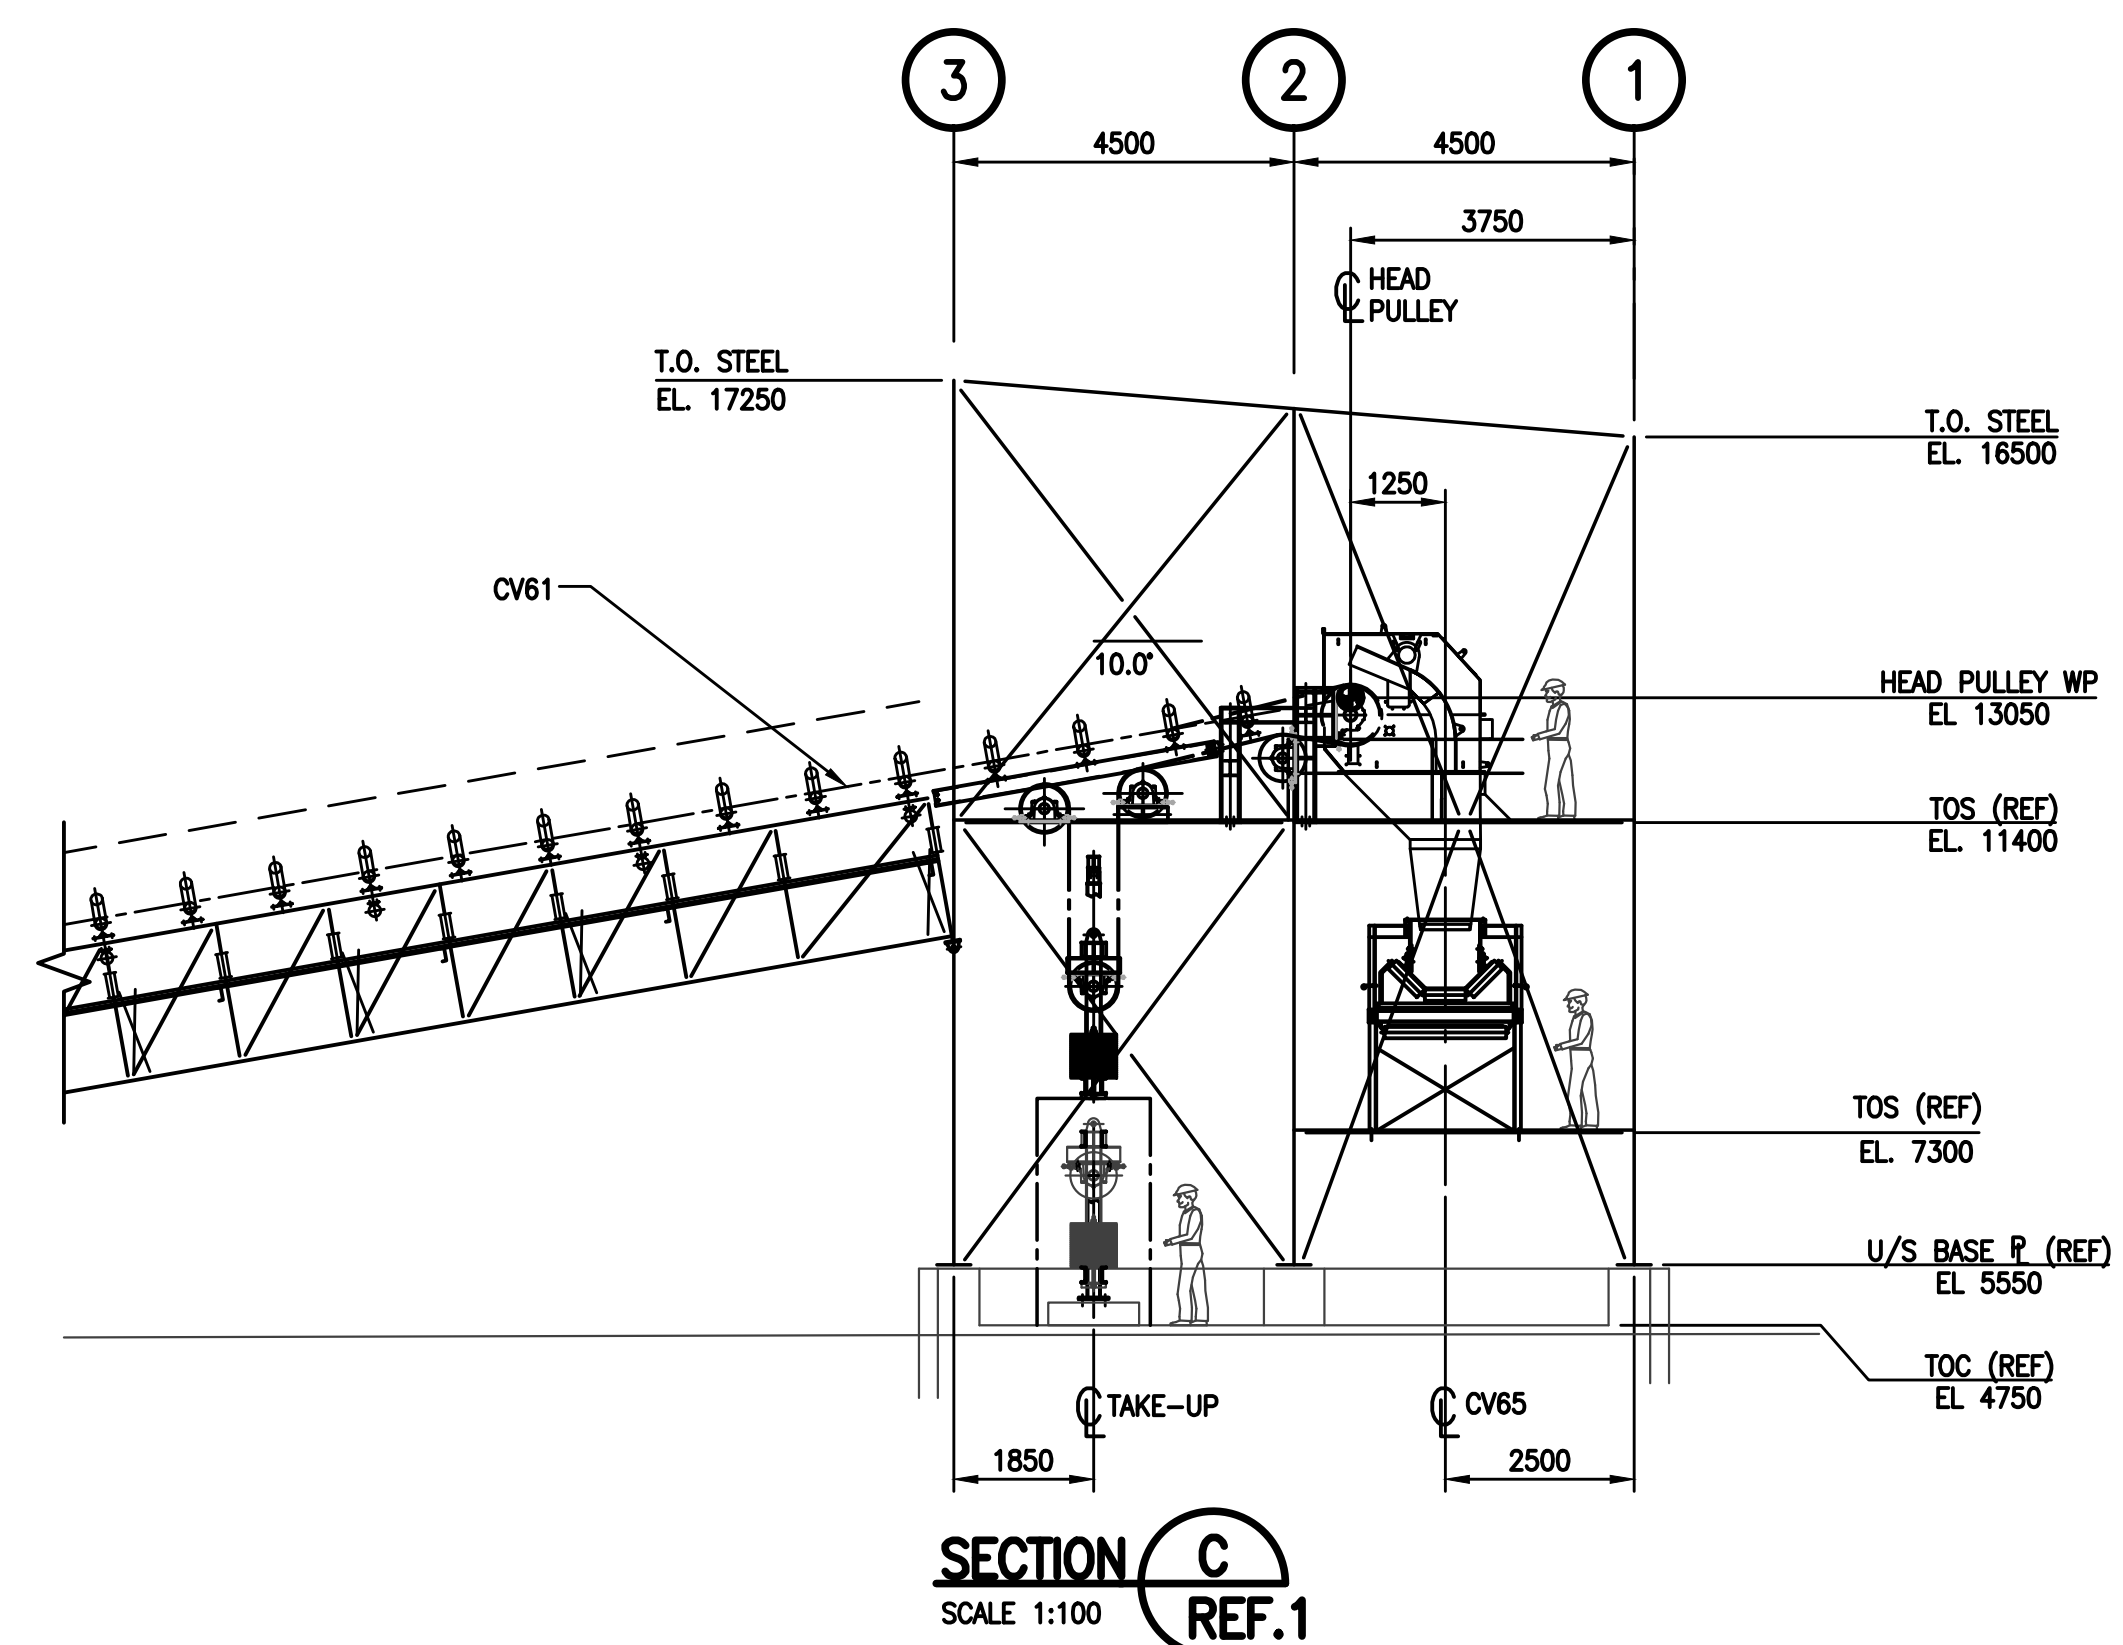 3
2
1
4500
4500
3750
℄ HEAD
PULLEY
T.O. STEEL
EL. 17250
T.O. STEEL
EL. 16500
1250
CV61
10.0°
HEAD PULLEY WP
EL 13050
TOS (REF)
EL. 11400
TOS (REF)
EL. 7300
U/S BASE ⅊ (REF)
EL 5550
TOC (REF)
EL 4750
℄ TAKE-UP
℄ CV65
1850
2500
SECTION
C
SCALE 1:100
REF.1